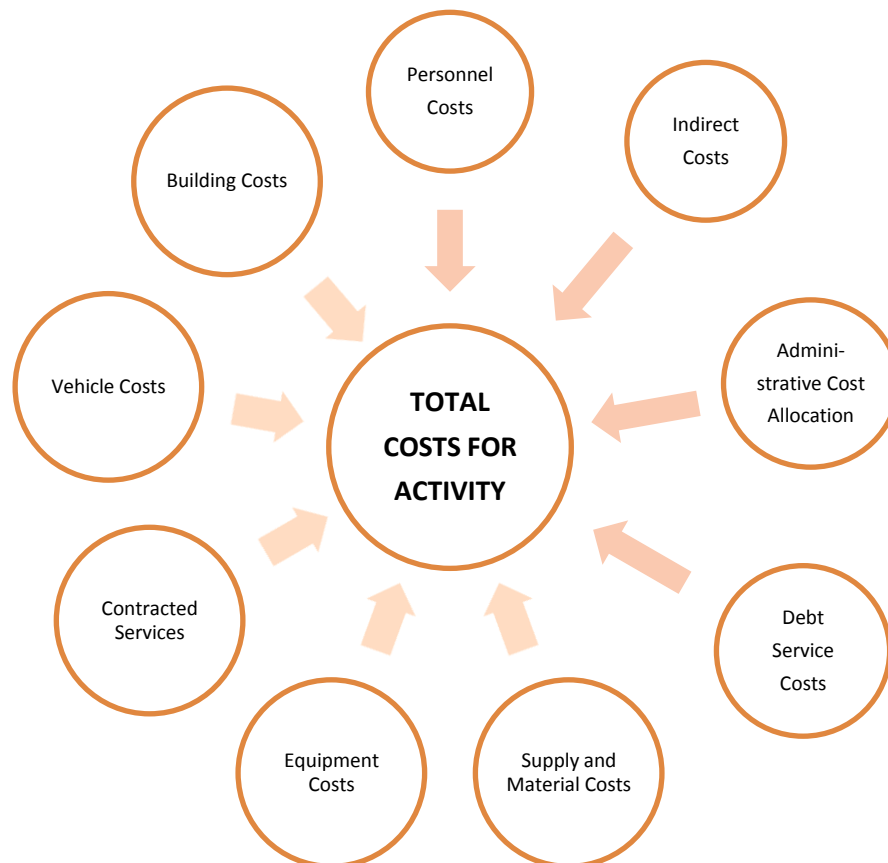 Personnel
Costs
Indirect
Costs
Building Costs
Admini-
strative Cost
Allocation
Vehicle Costs
TOTAL
COSTS FOR
ACTIVITY
Contracted
Services
Debt
Service
Costs
Equipment
Costs
Supply and
Material Costs